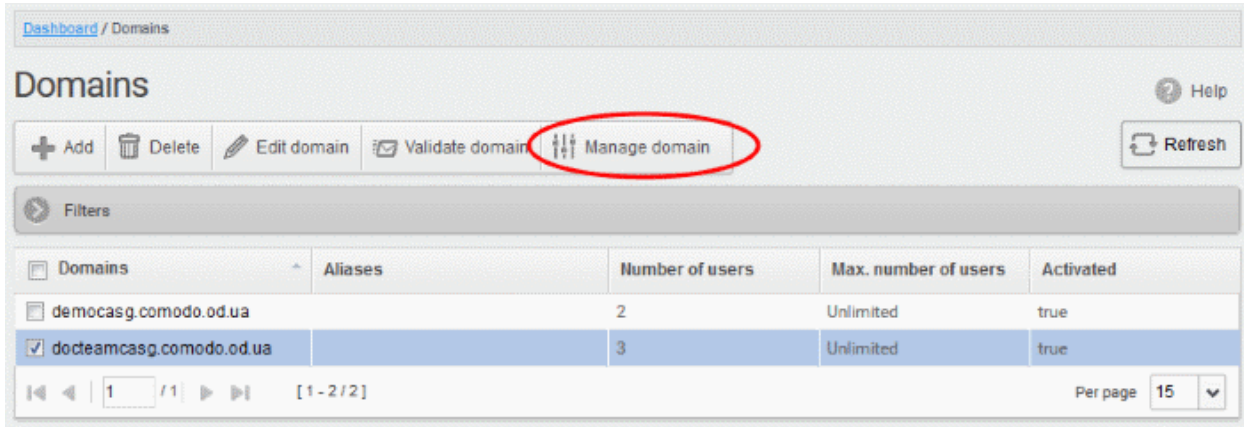 Dashboard / Domains
Domains
Help
Add Delete Edit domain Validate domain Manage domain Refresh
Filters
Domains Aliases Number of users Max. number of users Activated
democasg.comodo.od.ua 2 Unlimited true
docteamcasg.comodo.od.ua 3 Unlimited true
1 / 1 [ 1 - 2 / 2 ] Per page 15